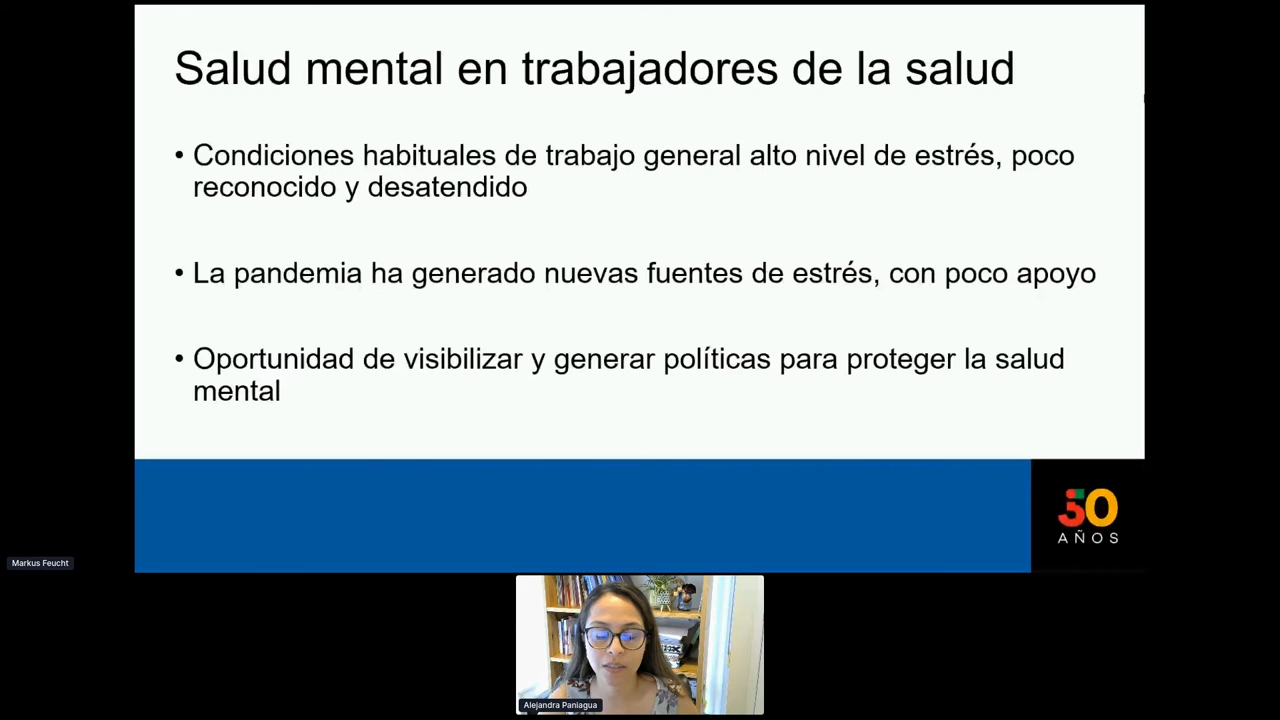 Salud mental en trabajadores de la salud
• Condiciones habituales de trabajo general alto nivel de estrés, poco
reconocido y desatendido
• La pandemia ha generado nuevas fuentes de estrés, con poco apoyo
• Oportunidad de visibilizar y generar políticas para proteger la salud
mental
50
AÑOS
Markus Feucht
Alejandra Paniagua